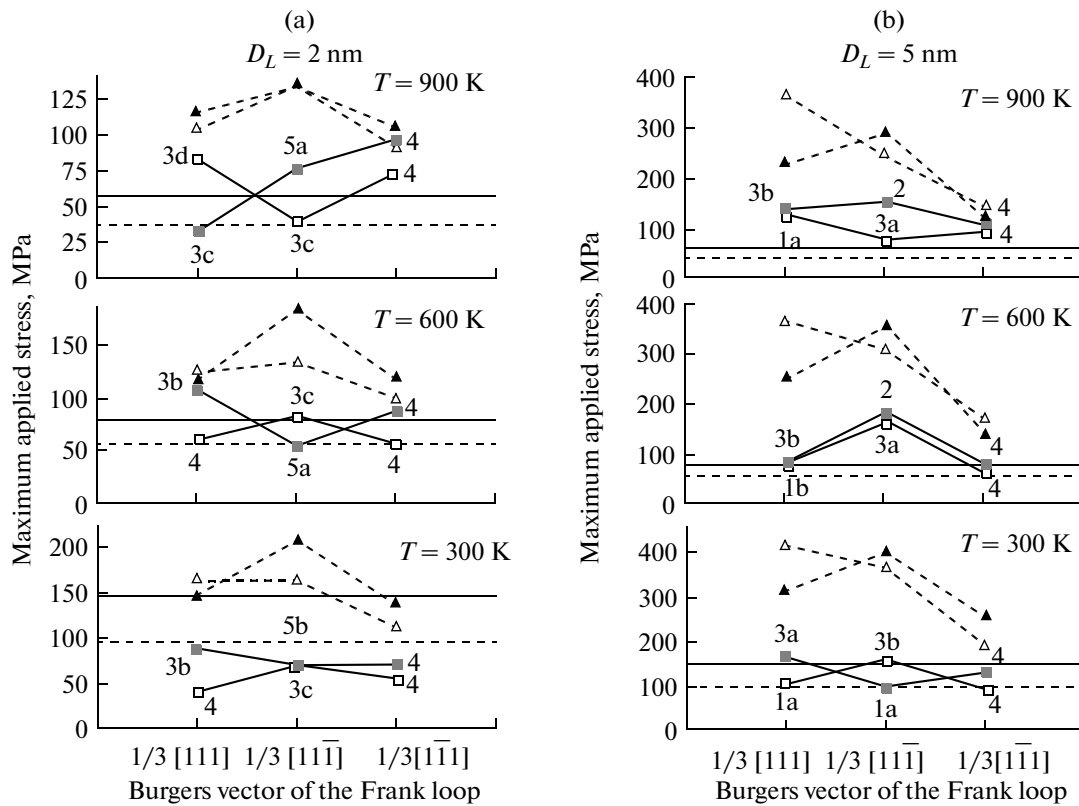 (a)
D_L = 2 nm
T = 900 K
125
100
75
50
25
0
3d
3c
5a
3c
4
4
T = 600 K
150
100
50
0
3b
4
3c
5a
4
4
T = 300 K
200
150
100
50
0
3b
4
5b
3c
4
4
Maximum applied stress, MPa
1/3 [111] 1/3 [111̅] 1/3[11̅1]
Burgers vector of the Frank loop
(b)
D_L = 5 nm
T = 900 K
400
300
200
100
0
3b
1a
2
3a
4
4
T = 600 K
400
300
200
100
0
3b
1b
2
3a
4
4
T = 300 K
400
300
200
100
0
3a
1a
3b
1a
4
4
Maximum applied stress, MPa
1/3 [111] 1/3 [111̅] 1/3[11̅1]
Burgers vector of the Frank loop